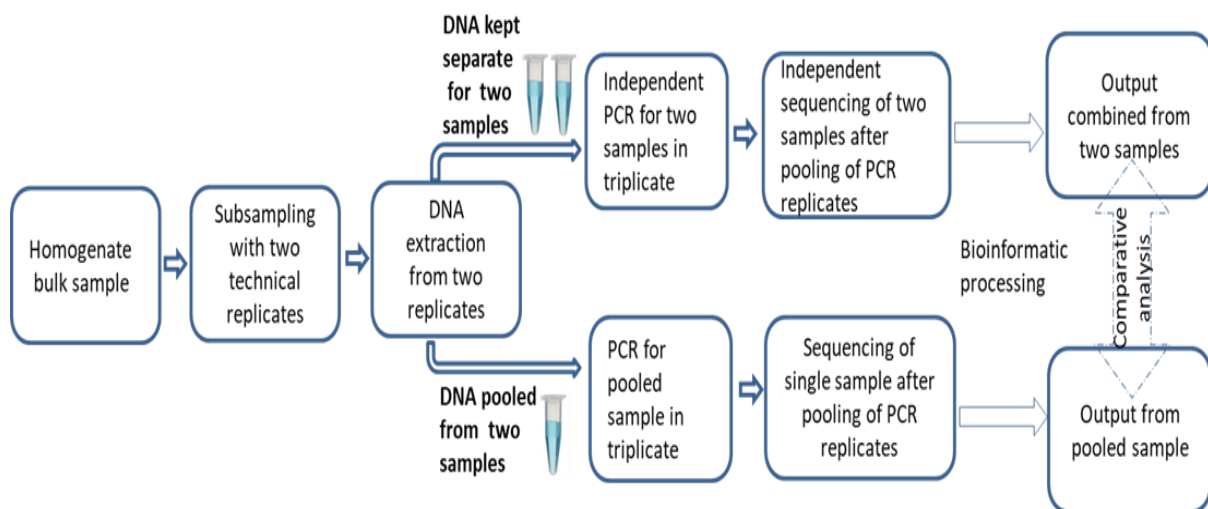 Homogenate
bulk sample
Subsampling
with two
technical
replicates
DNA
extraction
from two
replicates
DNA kept
separate
for two
samples
Independent
PCR for two
samples in
triplicate
Independent
sequencing of two
samples after
pooling of PCR
replicates
Output
combined from
two samples
DNA pooled
from two
samples
PCR for
pooled
sample in
triplicate
Sequencing of
single sample after
pooling of PCR
replicates
Output from
pooled sample
Bioinformatic
processing
Comparative
analysis